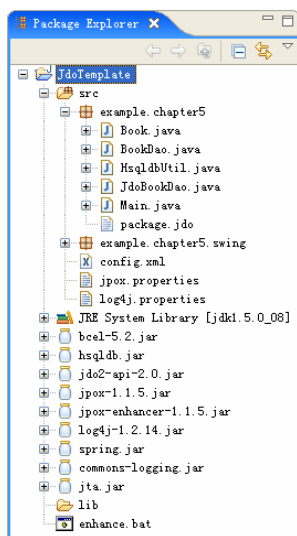 Package Explorer
JdoTemplate
src
example.chapter5
Book.java
BookDao.java
HsqldbUtil.java
JdoBookDao.java
Main.java
package.jdo
example.chapter5.swing
config.xml
jpox.properties
log4j.properties
JRE System Library [jdk1.5.0_08]
bcel-5.2.jar
hsqldb.jar
jdo2-api-2.0.jar
jpox-1.1.5.jar
jpox-enhancer-1.1.5.jar
log4j-1.2.14.jar
spring.jar
commons-logging.jar
jta.jar
lib
enhance.bat